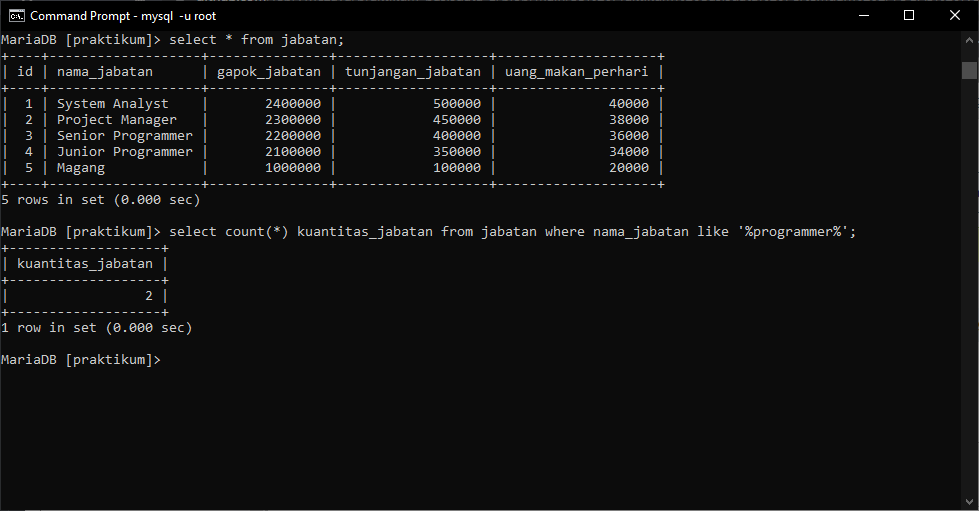 Command Prompt - mysql  -u root
MariaDB [praktikum]> select * from jabatan;
+----+-------------------+---------------+-------------------+--------------------+
| id | nama_jabatan      | gapok_jabatan | tunjangan_jabatan | uang_makan_perhari |
+----+-------------------+---------------+-------------------+--------------------+
|  1 | System Analyst    |       2400000 |            500000 |              40000 |
|  2 | Project Manager   |       2300000 |            450000 |              38000 |
|  3 | Senior Programmer |       2200000 |            400000 |              36000 |
|  4 | Junior Programmer |       2100000 |            350000 |              34000 |
|  5 | Magang            |       1000000 |            100000 |              20000 |
+----+-------------------+---------------+-------------------+--------------------+
5 rows in set (0.000 sec)
MariaDB [praktikum]> select count(*) kuantitas_jabatan from jabatan where nama_jabatan like '%programmer%';
+-------------------+
| kuantitas_jabatan |
+-------------------+
|                 2 |
+-------------------+
1 row in set (0.000 sec)
MariaDB [praktikum]>